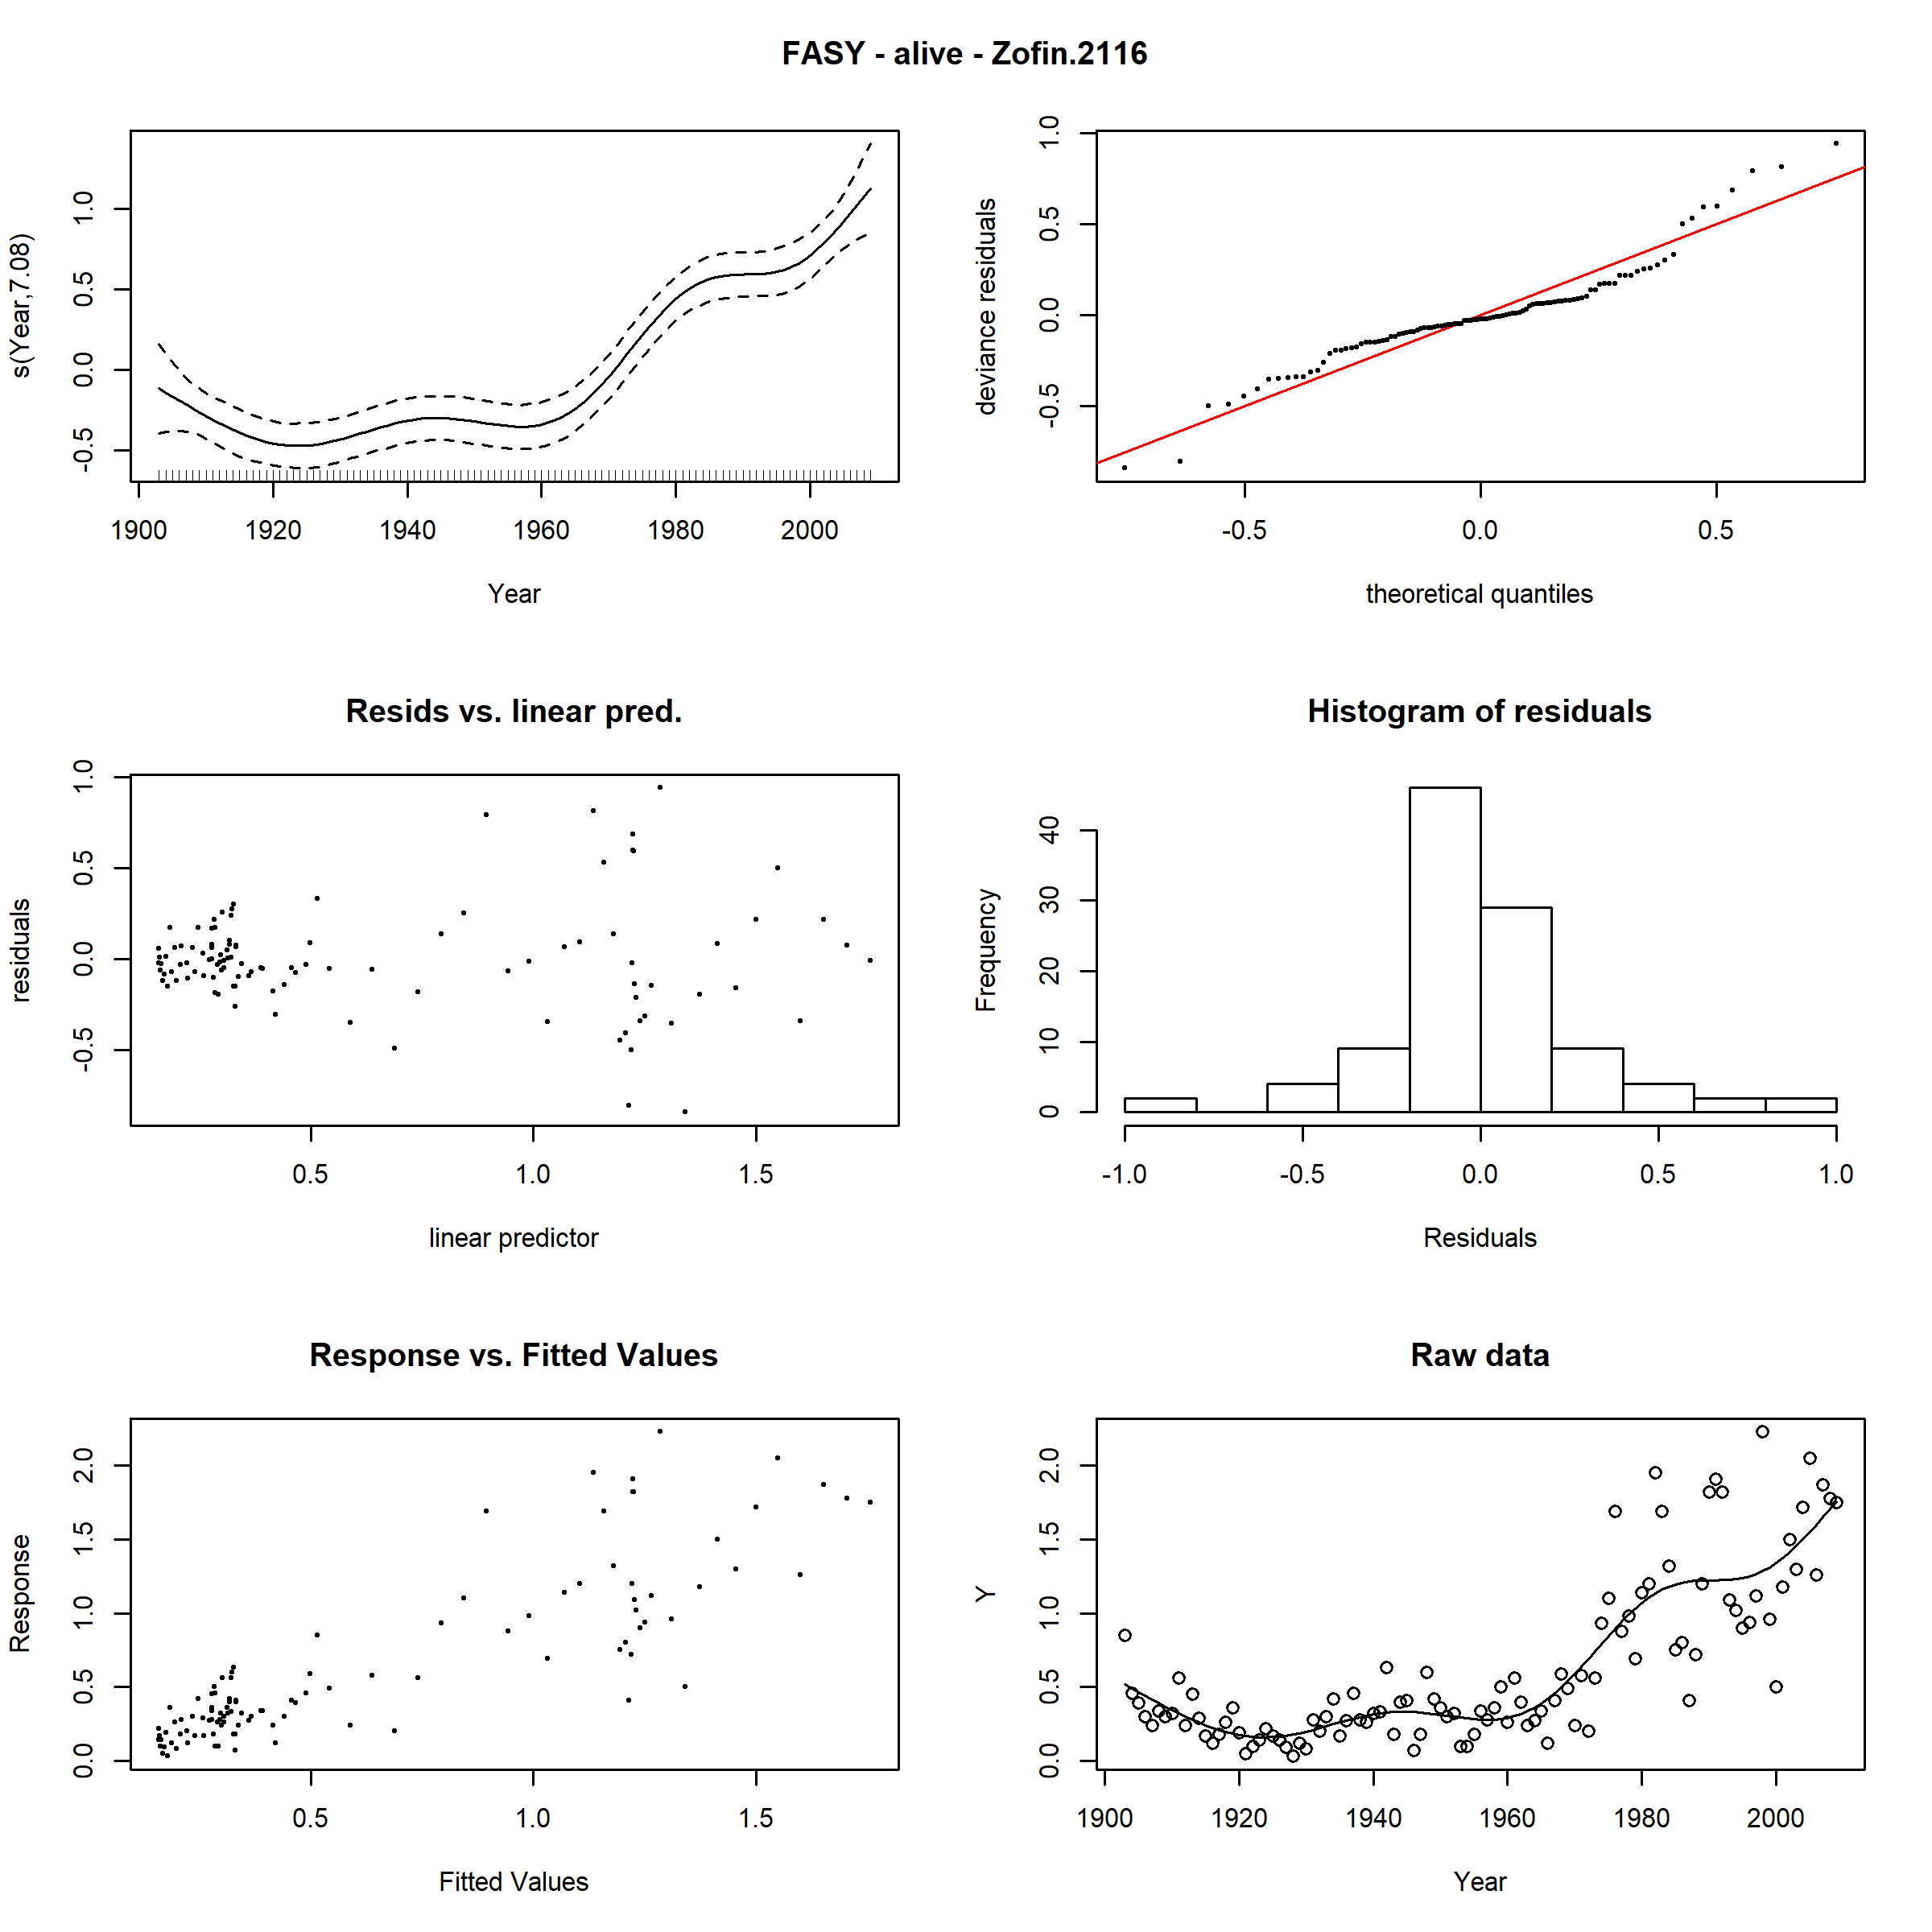 FASY - alive - Zofin.2116
s(Year,7.08)
-0.5 0.0 0.5 1.0
1900 1920 1940 1960 1980 2000
Year
deviance residuals
-0.5 0.0 0.5 1.0
-0.5 0.0 0.5
theoretical quantiles
Resids vs. linear pred.
residuals
-0.5 0.0 0.5 1.0
0.5 1.0 1.5
linear predictor
Histogram of residuals
Frequency
0 10 20 30 40
-1.0 -0.5 0.0 0.5 1.0
Residuals
Response vs. Fitted Values
Response
0.0 0.5 1.0 1.5 2.0
0.5 1.0 1.5
Fitted Values
Raw data
Y
0.0 0.5 1.0 1.5 2.0
1900 1920 1940 1960 1980 2000
Year